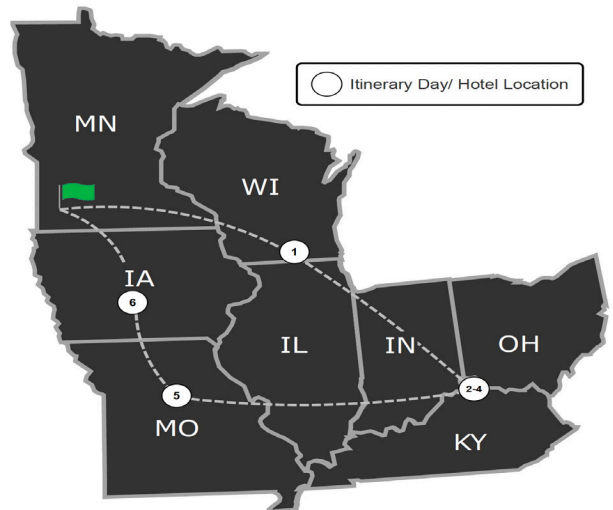 Itinerary Day/ Hotel Location
MN
WI
1
IA
6
IL
IN
OH
2-4
5
MO
KY